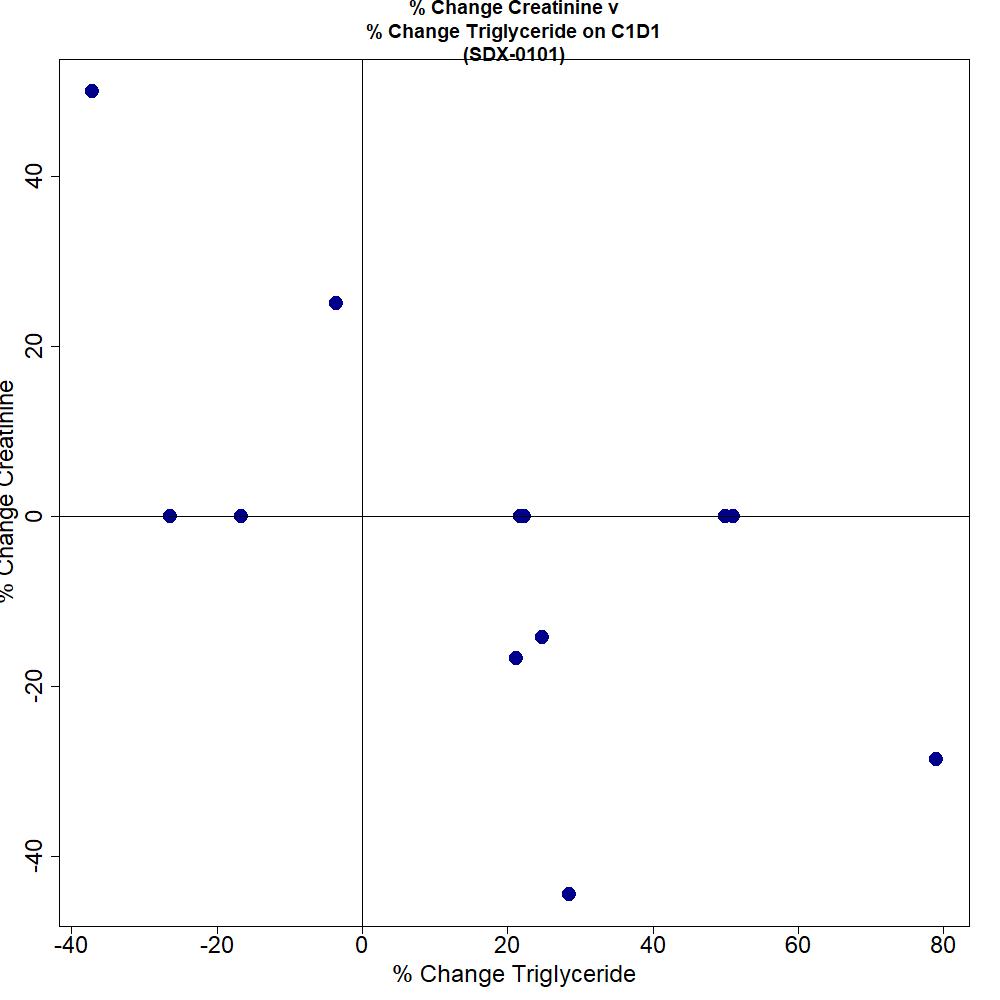 % Change Creatinine v
% Change Triglyceride on C1D1
(SDX-0101)
% Change Creatinine
40
20
0
-20
-40
-40
-20
0
20
40
60
80
% Change Triglyceride